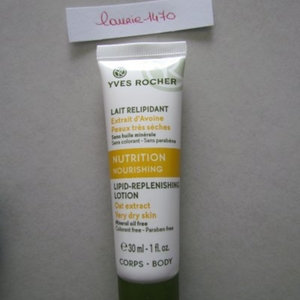 laurie1470
YVES ROCHER
LAIT RELIPIDANT
Extrait d'Avoine
Peaux très sèches
Sans huile minérale
Sans colorant - Sans parabène
NUTRITION
NOURISHING
LIPID-REPLENISHING
LOTION
Oat extract
Very dry skin
Mineral oil free
Colorant free - Paraben free
e 30 ml - 1 fl. oz.
CORPS - BODY